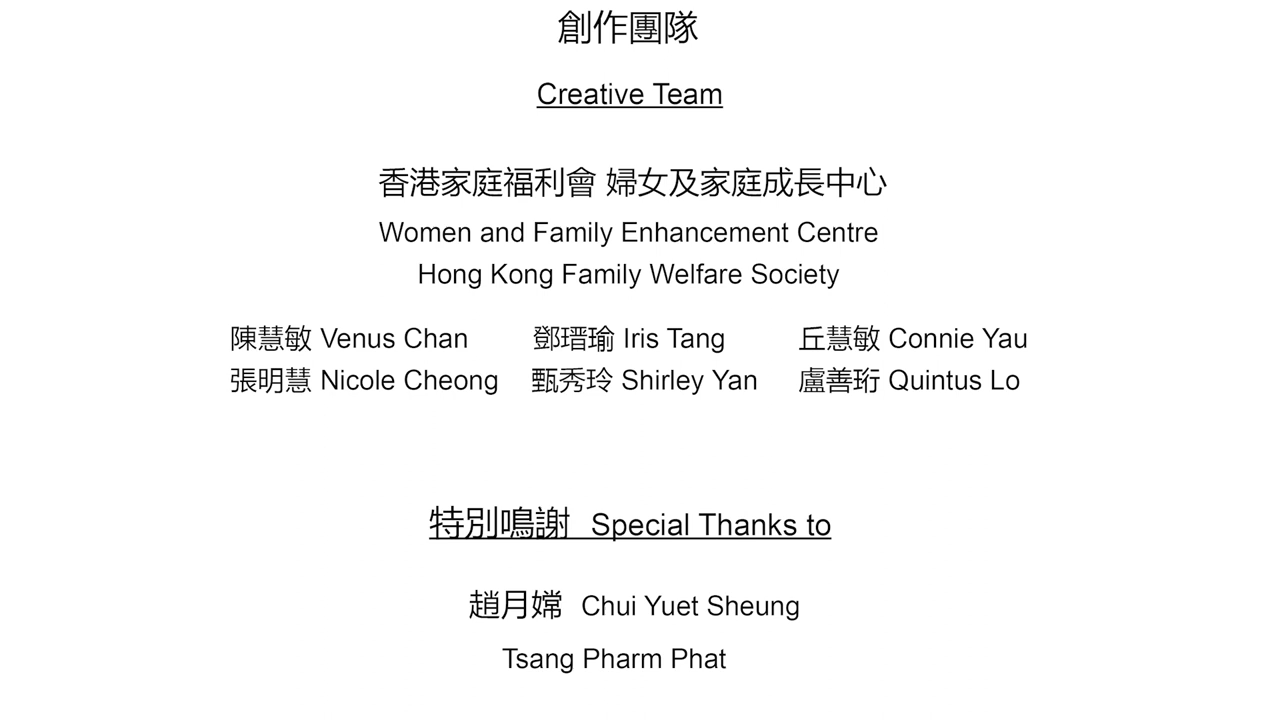 創作團隊
Creative Team
香港家庭福利會 婦女及家庭成長中心
Women and Family Enhancement Centre
Hong Kong Family Welfare Society
陳慧敏 Venus Chan 鄧瑨瑜 Iris Tang 丘慧敏 Connie Yau
張明慧 Nicole Cheong 甄秀玲 Shirley Yan 盧善珩 Quintus Lo
特別鳴謝 Special Thanks to
趙月嫦 Chui Yuet Sheung
Tsang Pharm Phat